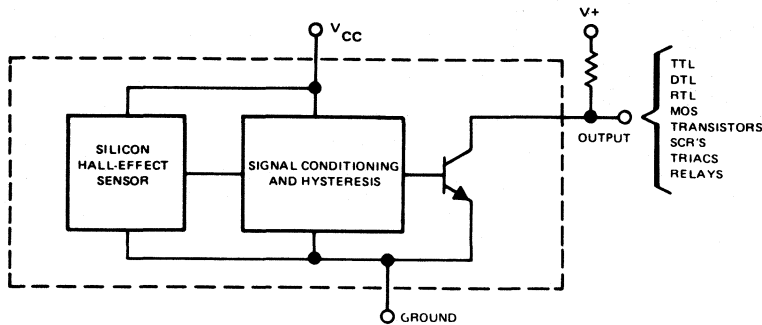 VCC
V+
SILICON
HALL-EFFECT
SENSOR
SIGNAL CONDITIONING
AND HYSTERESIS
OUTPUT
TTL
DTL
RTL
MOS
TRANSISTORS
SCR'S
TRIACS
RELAYS
GROUND